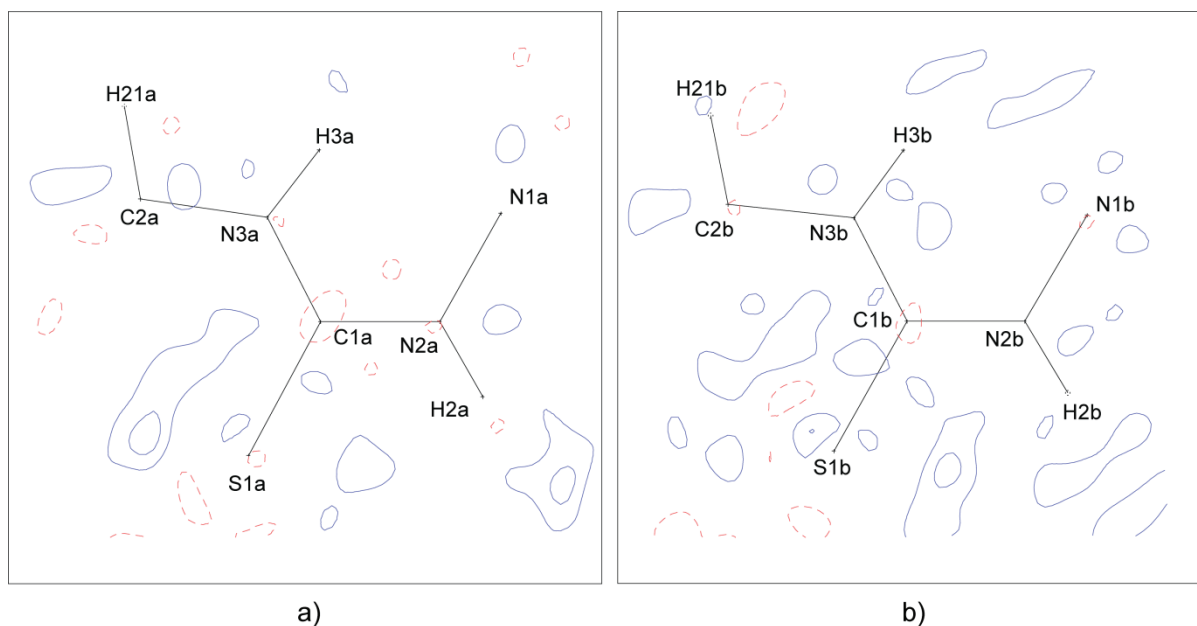 H21a
H3a
C2a
N3a
N1a
C1a
N2a
H2a
S1a
a)
H21b
H3b
C2b
N3b
N1b
C1b
N2b
H2b
S1b
b)